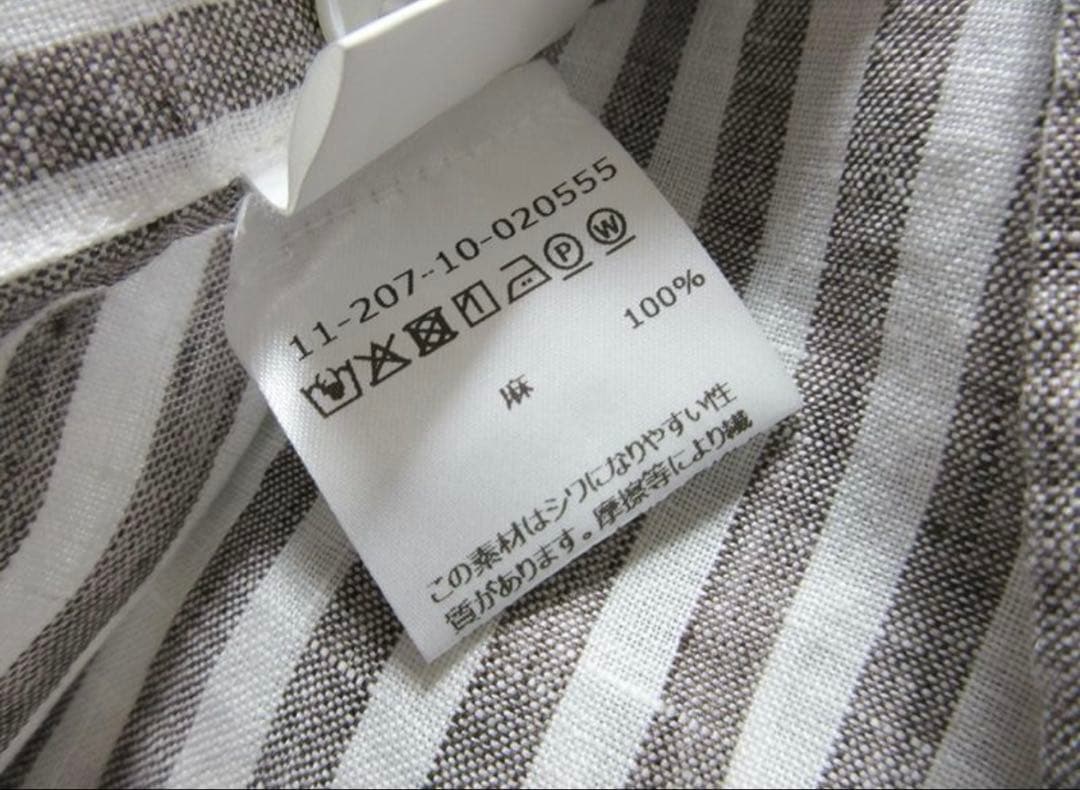 11-207-10-020555
P W
麻 100%
この素材はシワになりやすい性
質があります。摩擦等により繊